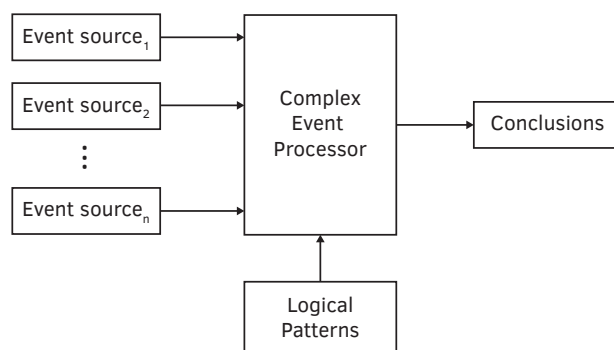 Event source₁
Event source₂
⋮
Event sourceₙ
Complex
Event
Processor
Conclusions
Logical
Patterns